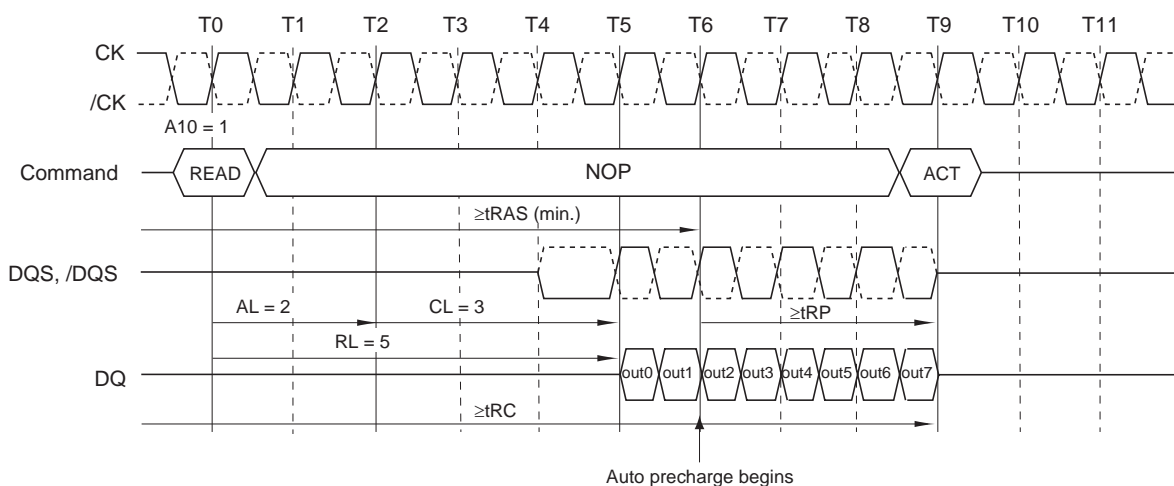 T0 T1 T2 T3 T4 T5 T6 T7 T8 T9 T10 T11
CK
/CK
A10 = 1
Command READ NOP ACT
≥tRAS (min.)
DQS, /DQS
AL = 2 CL = 3 ≥tRP
RL = 5
DQ out0 out1 out2 out3 out4 out5 out6 out7
≥tRC
Auto precharge begins